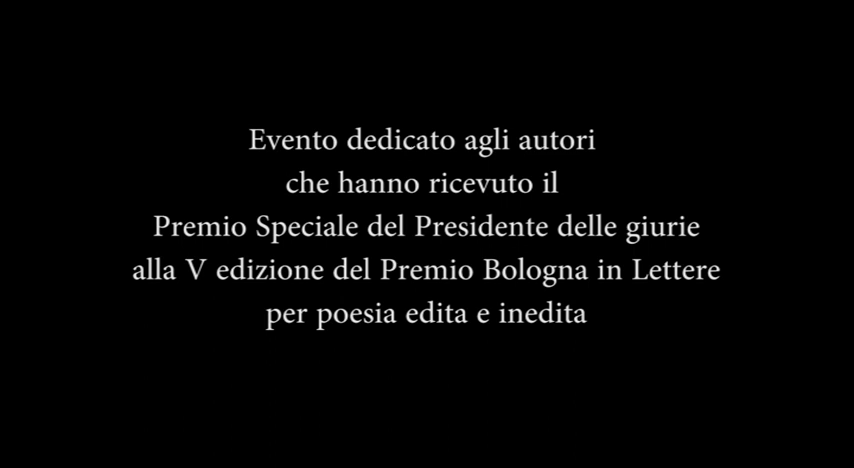 Evento dedicato agli autori
che hanno ricevuto il
Premio Speciale del Presidente delle giurie
alla V edizione del Premio Bologna in Lettere
per poesia edita e inedita